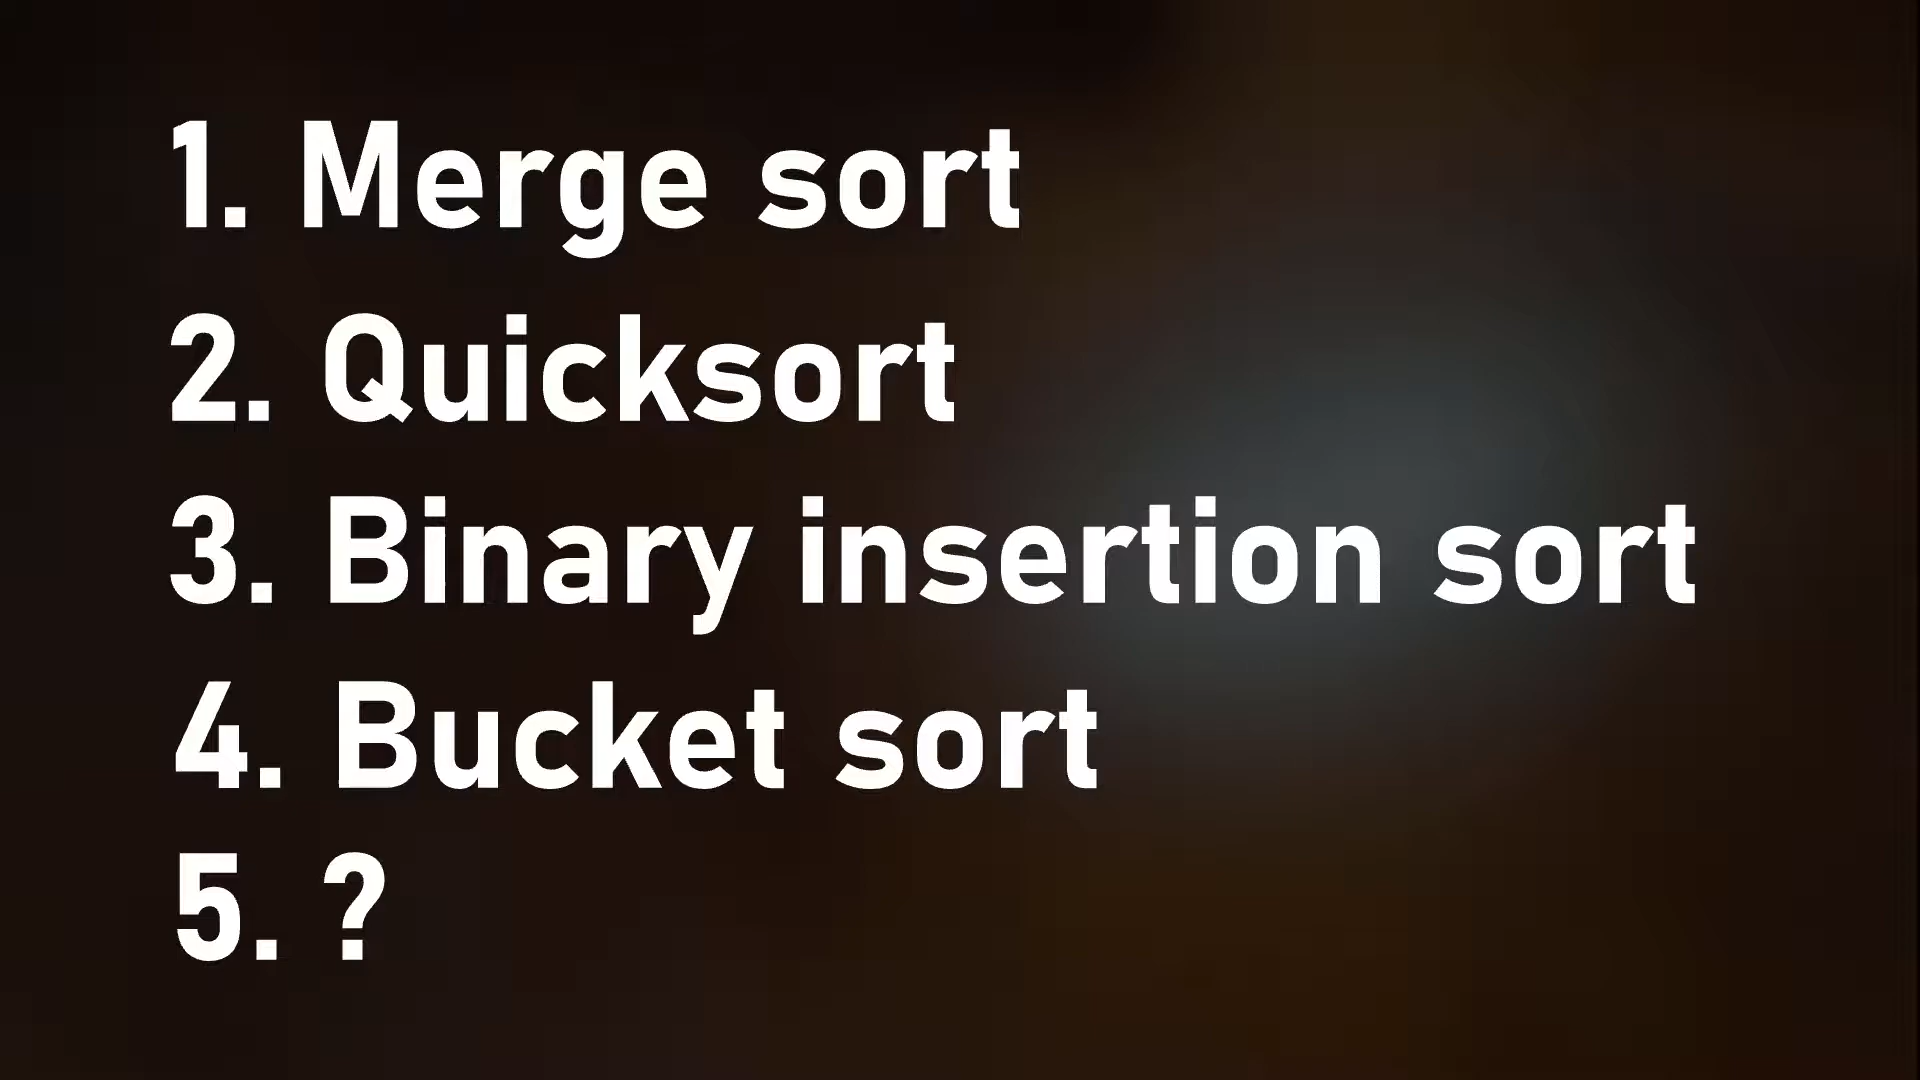 1. Merge sort
2. Quicksort
3. Binary insertion sort
4. Bucket sort
5. ?